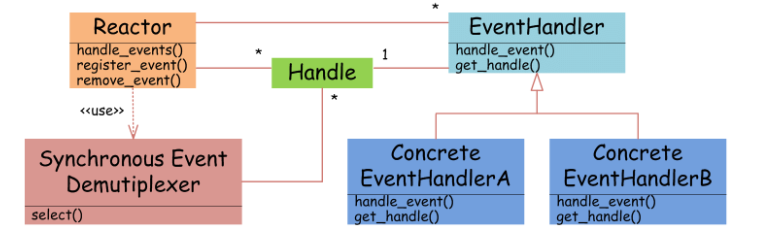 Reactor
handle_events()
register_event()
remove_event()
*
EventHandler
handle_event()
get_handle()
*
Handle
1
*
<<use>>
Synchronous Event
Demutiplexer
select()
Concrete
EventHandlerA
handle_event()
get_handle()
Concrete
EventHandlerB
handle_event()
get_handle()